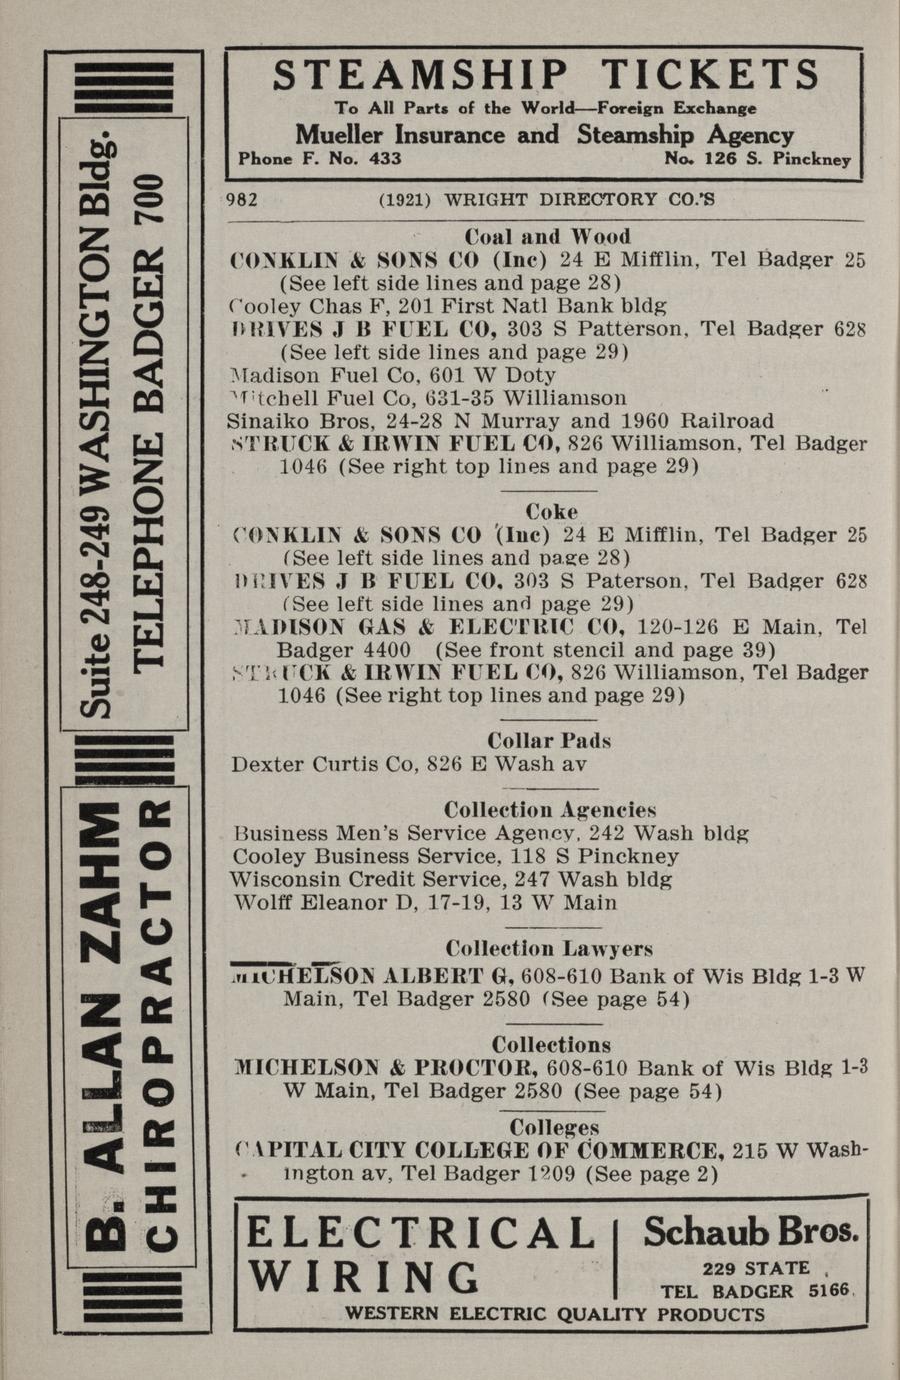 STEAMSHIP TICKETS
To All Parts of the World—Foreign Exchange
Mueller Insurance and Steamship Agency
Phone F. No. 433 No. 126 S. Pinckney
982 (1921) WRIGHT DIRECTORY CO.'S
Coal and Wood
CONKLIN & SONS CO (Inc) 24 E Mifflin, Tel Badger 25
(See left side lines and page 28)
Cooley Chas F, 201 First Natl Bank bldg
DRIVES J B FUEL CO, 303 S Patterson, Tel Badger 628
(See left side lines and page 29)
Madison Fuel Co, 601 W Doty
Mitchell Fuel Co, 631-35 Williamson
Sinaiko Bros, 24-28 N Murray and 1960 Railroad
STRUCK & IRWIN FUEL CO, 826 Williamson, Tel Badger
1046 (See right top lines and page 29)
Coke
CONKLIN & SONS CO (Inc) 24 E Mifflin, Tel Badger 25
(See left side lines and page 28)
DRIVES J B FUEL CO, 303 S Paterson, Tel Badger 628
(See left side lines and page 29)
MADISON GAS & ELECTRIC CO, 120-126 E Main, Tel
Badger 4400 (See front stencil and page 39)
STRUCK & IRWIN FUEL CO, 826 Williamson, Tel Badger
1046 (See right top lines and page 29)
Collar Pads
Dexter Curtis Co, 826 E Wash av
Collection Agencies
Business Men's Service Agency, 242 Wash bldg
Cooley Business Service, 118 S Pinckney
Wisconsin Credit Service, 247 Wash bldg
Wolff Eleanor D, 17-19, 13 W Main
Collection Lawyers
MICHELSON ALBERT G, 608-610 Bank of Wis Bldg 1-3 W
Main, Tel Badger 2580 (See page 54)
Collections
MICHELSON & PROCTOR, 608-610 Bank of Wis Bldg 1-3
W Main, Tel Badger 2580 (See page 54)
Colleges
CAPITAL CITY COLLEGE OF COMMERCE, 215 W Wash-
ington av, Tel Badger 1209 (See page 2)
ELECTRICAL
WIRING
Schaub Bros.
229 STATE
TEL BADGER 5166
WESTERN ELECTRIC QUALITY PRODUCTS
B. ALLAN ZAHM
CHIROPRACTOR
Suite 248-249 WASHINGTON Bldg.
TELEPHONE BADGER 700